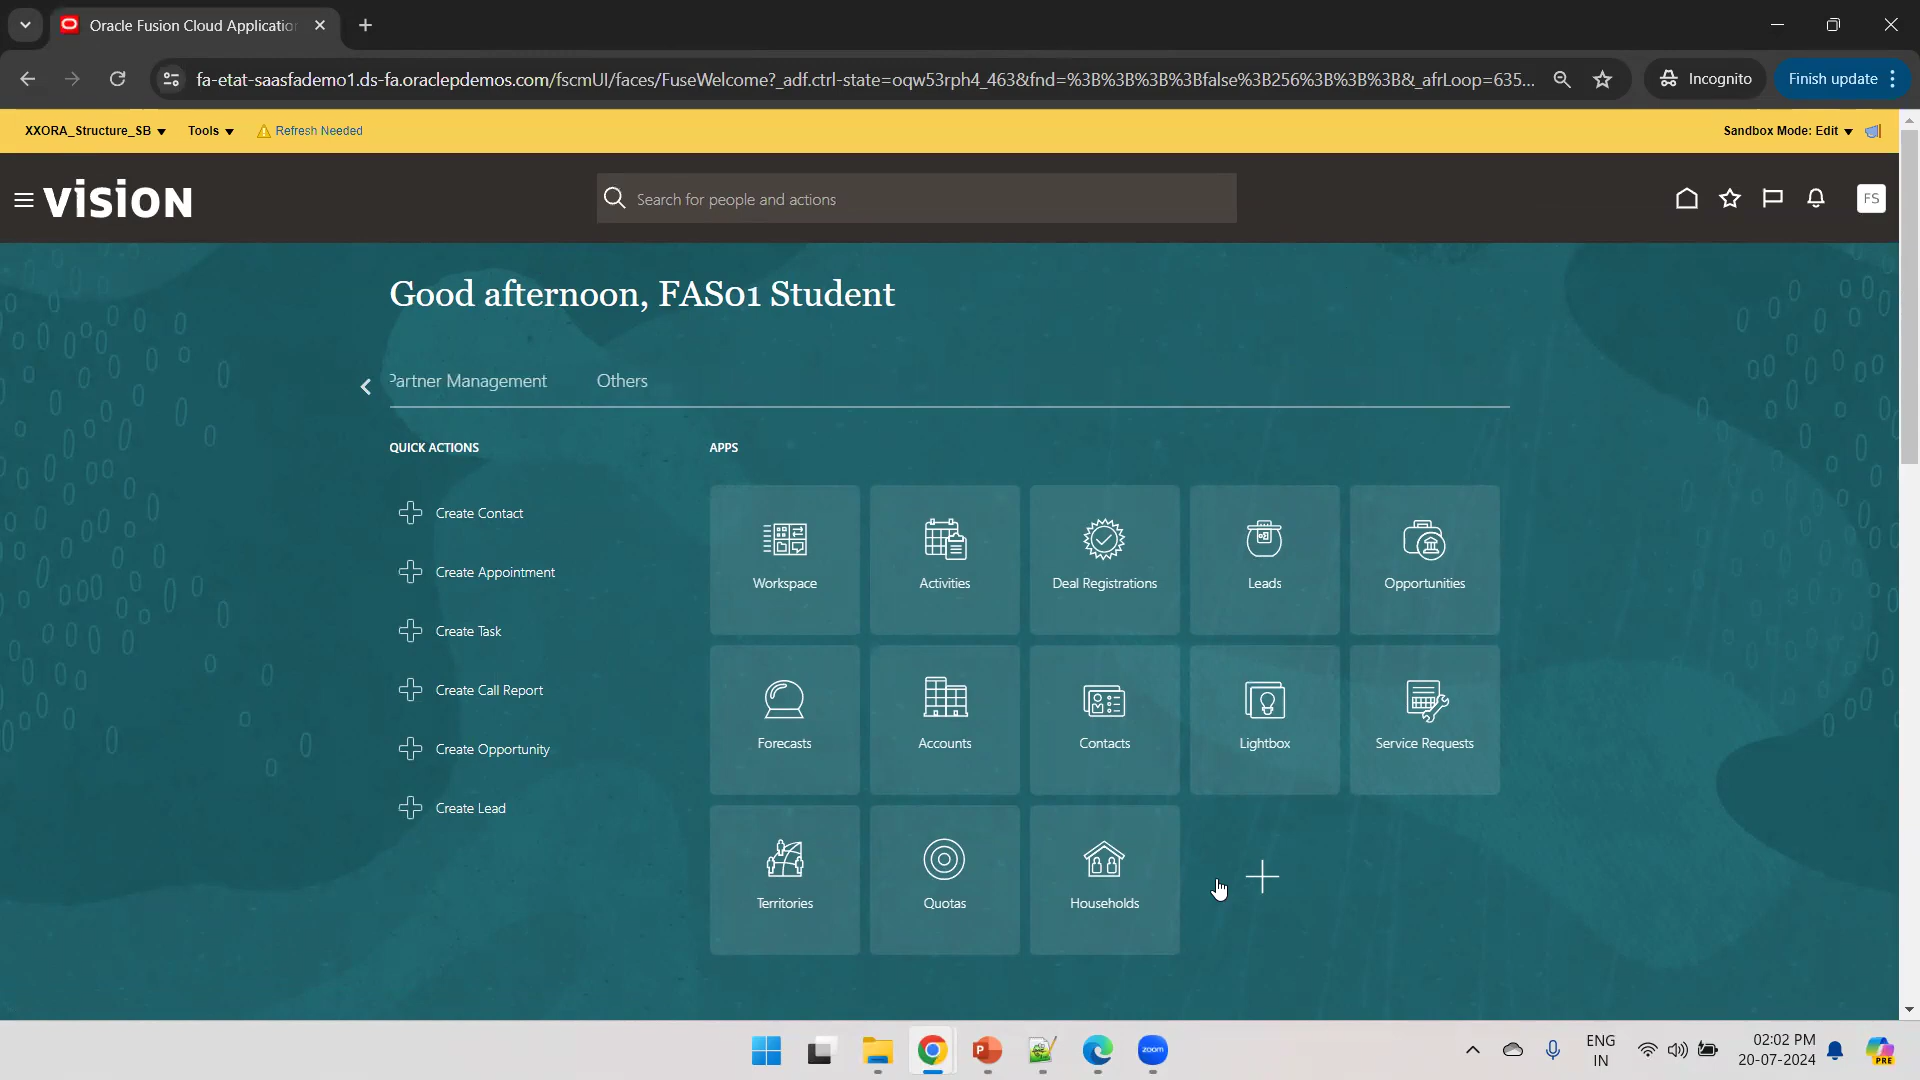 Oracle Fusion Cloud Applicatio
fa-etat-saasfademo1.ds-fa.oraclepdemos.com/fscmUI/faces/FuseWelcome?_adf.ctrl-state=oqw53rph4_463&fnd=%3B%3B%3B%3Bfalse%3B256%3B%3B%3B&_afrLoop=635...
Incognito
Finish update
XXORA_Structure_SB
Tools
Refresh Needed
Sandbox Mode: Edit
VISION
Search for people and actions
FS
Good afternoon, FAS01 Student
Partner Management
Others
QUICK ACTIONS
APPS
Create Contact
Create Appointment
Create Task
Create Call Report
Create Opportunity
Create Lead
Workspace
Activities
Deal Registrations
Leads
Opportunities
Forecasts
Accounts
Contacts
Lightbox
Service Requests
Territories
Quotas
Households
zoom
ENG
IN
02:02 PM
20-07-2024
PRE